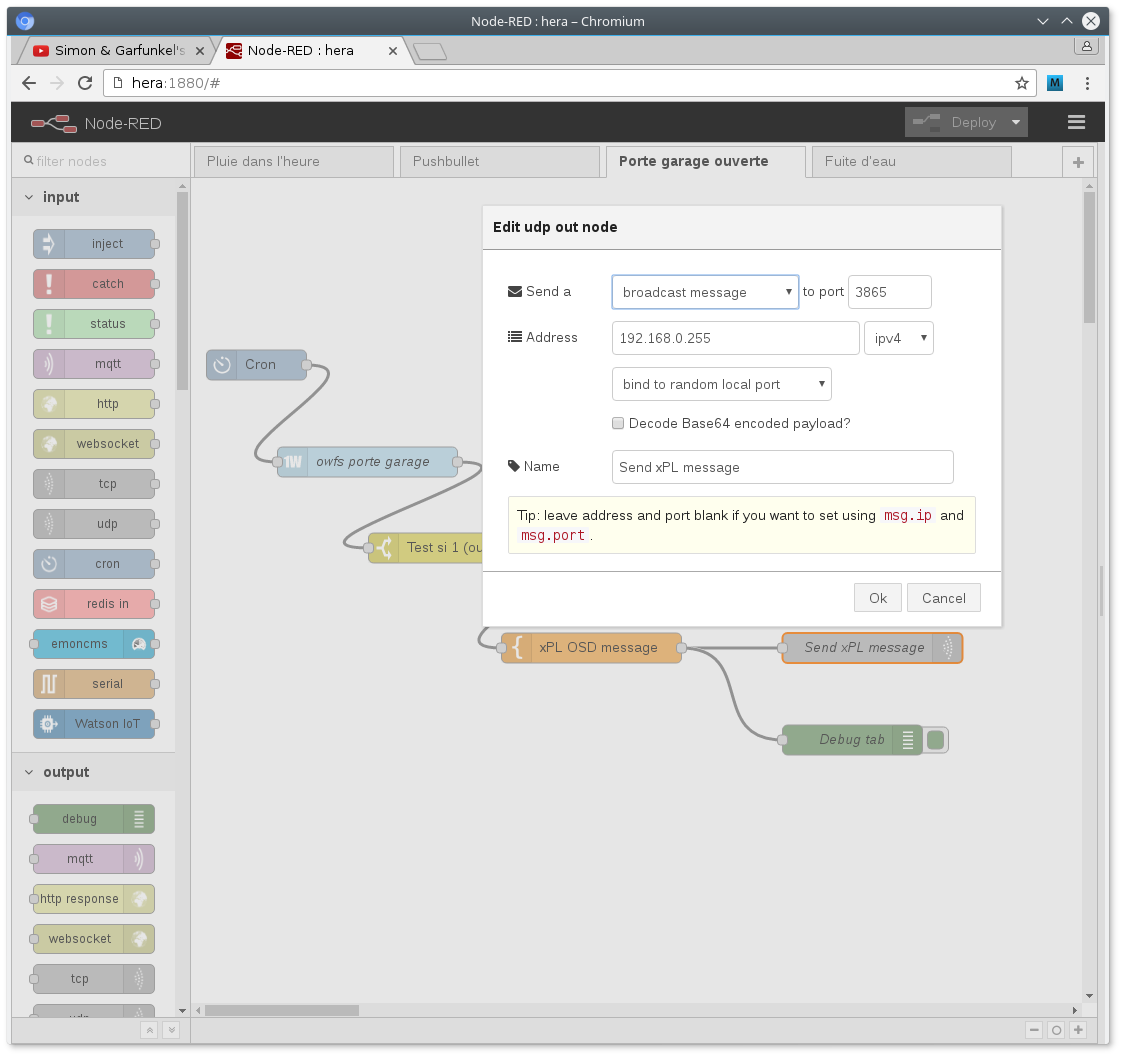 Node-RED : hera – Chromium
Simon & Garfunkel's
Node-RED : hera
hera:1880/#
M
Node-RED
Deploy
filter nodes
Pluie dans l'heure
Pushbullet
Porte garage ouverte
Fuite d'eau
input
inject
catch
status
mqtt
http
websocket
tcp
udp
cron
redis in
emoncms
serial
Watson IoT
output
debug
mqtt
http response
websocket
tcp
Cron
1W owfs porte garage
Test si 1 (ou
xPL OSD message
Send xPL message
Debug tab
Edit udp out node
Send a broadcast message to port 3865
Address 192.168.0.255 ipv4
bind to random local port
Decode Base64 encoded payload?
Name Send xPL message
Tip: leave address and port blank if you want to set using msg.ip and
msg.port.
Ok Cancel